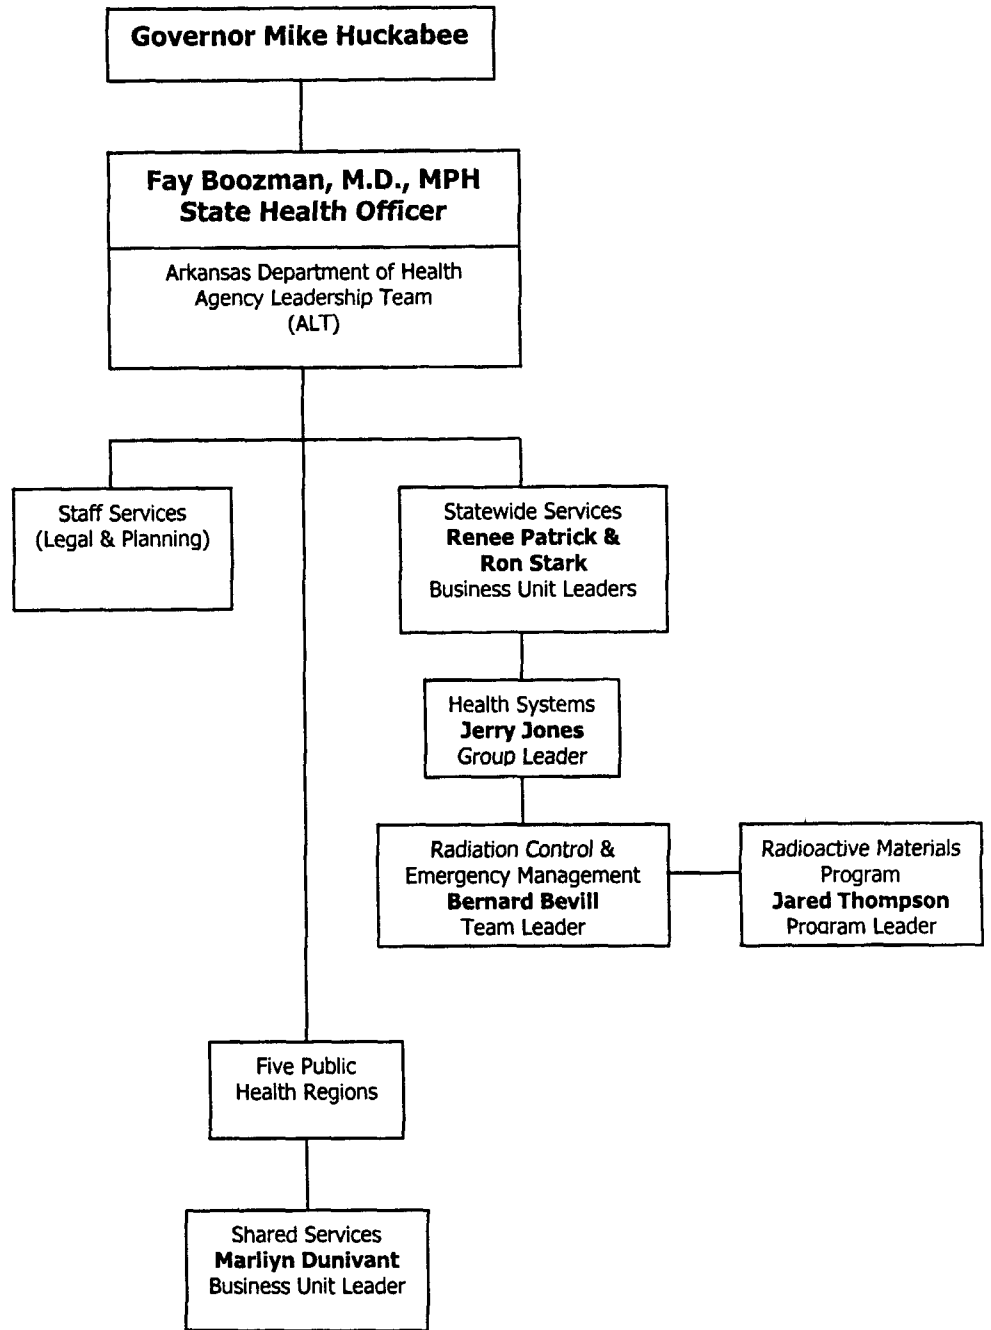 Governor Mike Huckabee
Fay Boozman, M.D., MPH
State Health Officer
Arkansas Department of Health
Agency Leadership Team
(ALT)
Staff Services
(Legal & Planning)
Statewide Services
Renee Patrick &
Ron Stark
Business Unit Leaders
Health Systems
Jerry Jones
Group Leader
Radiation Control &
Emergency Management
Bernard Bevill
Team Leader
Radioactive Materials
Program
Jared Thompson
Program Leader
Five Public
Health Regions
Shared Services
Marliyn Dunivant
Business Unit Leader